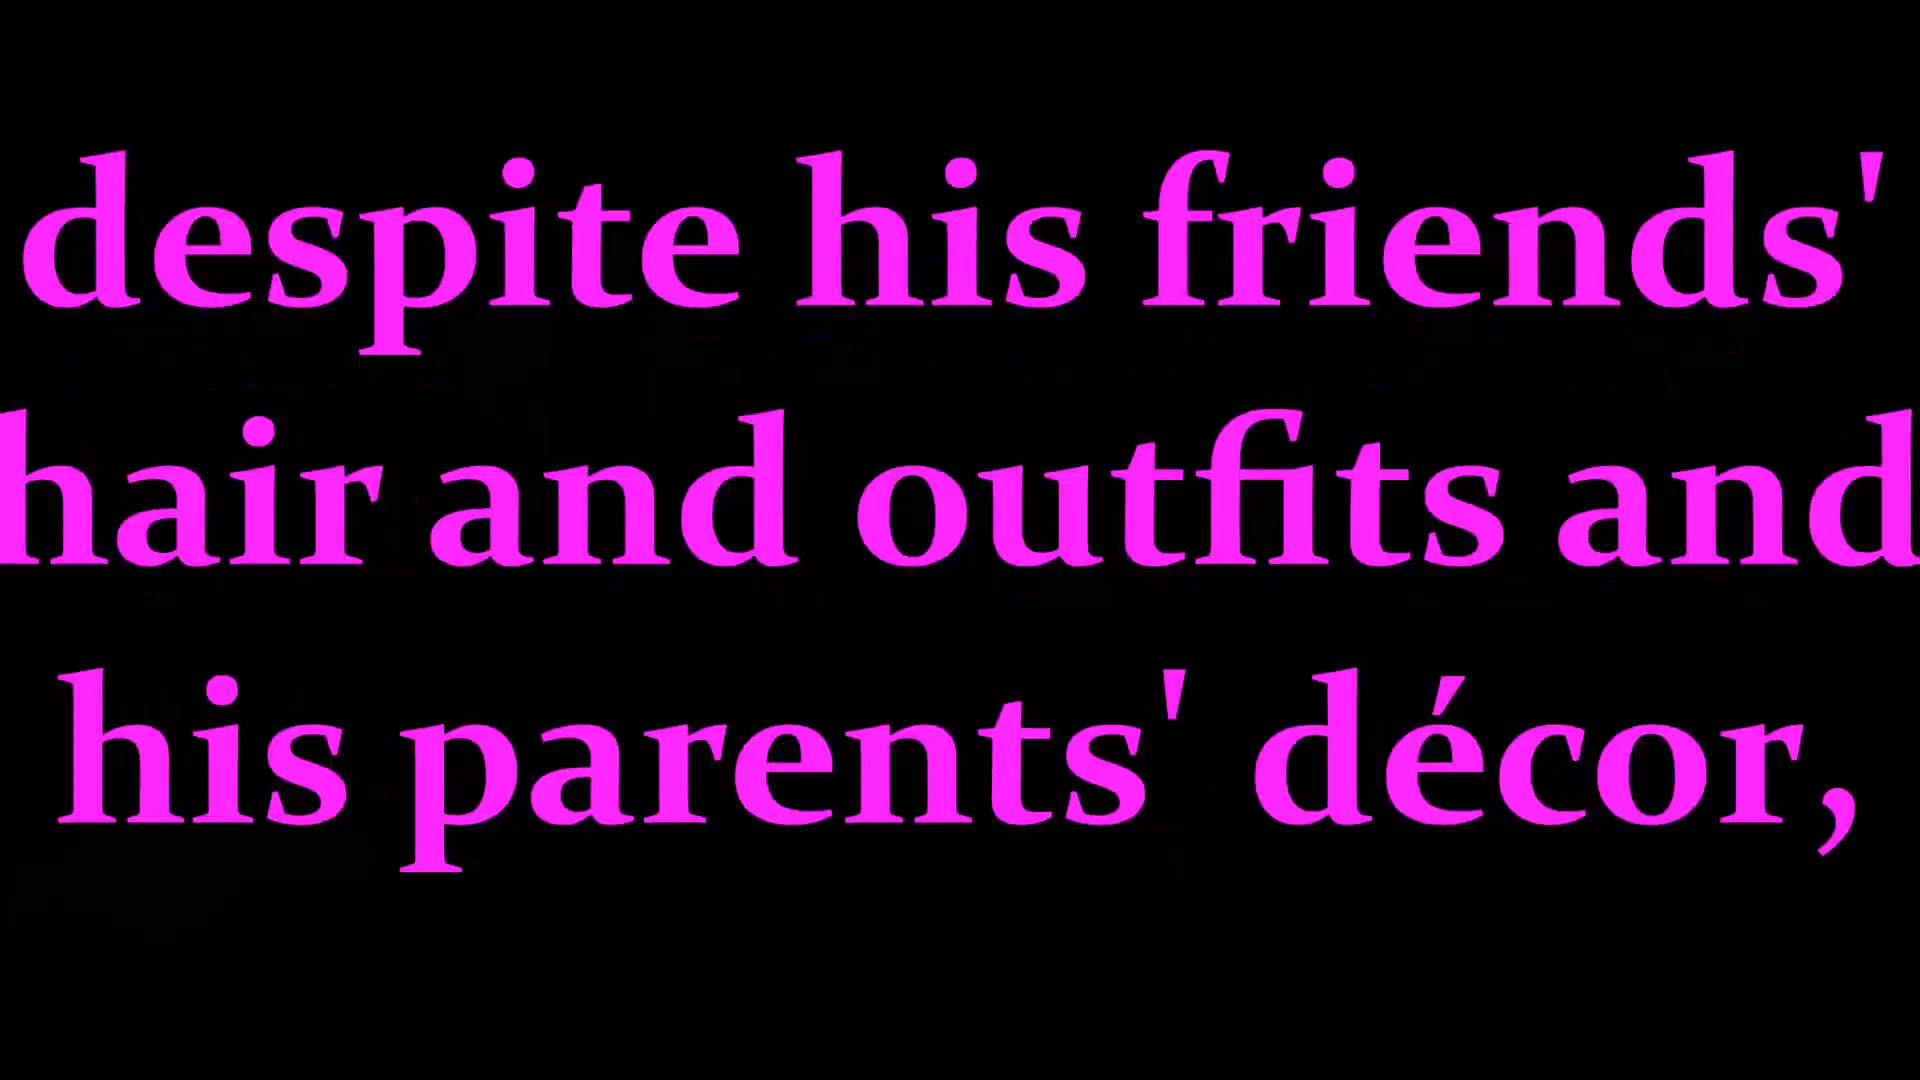 despite his friends'
hair and outfits and
his parents' décor,